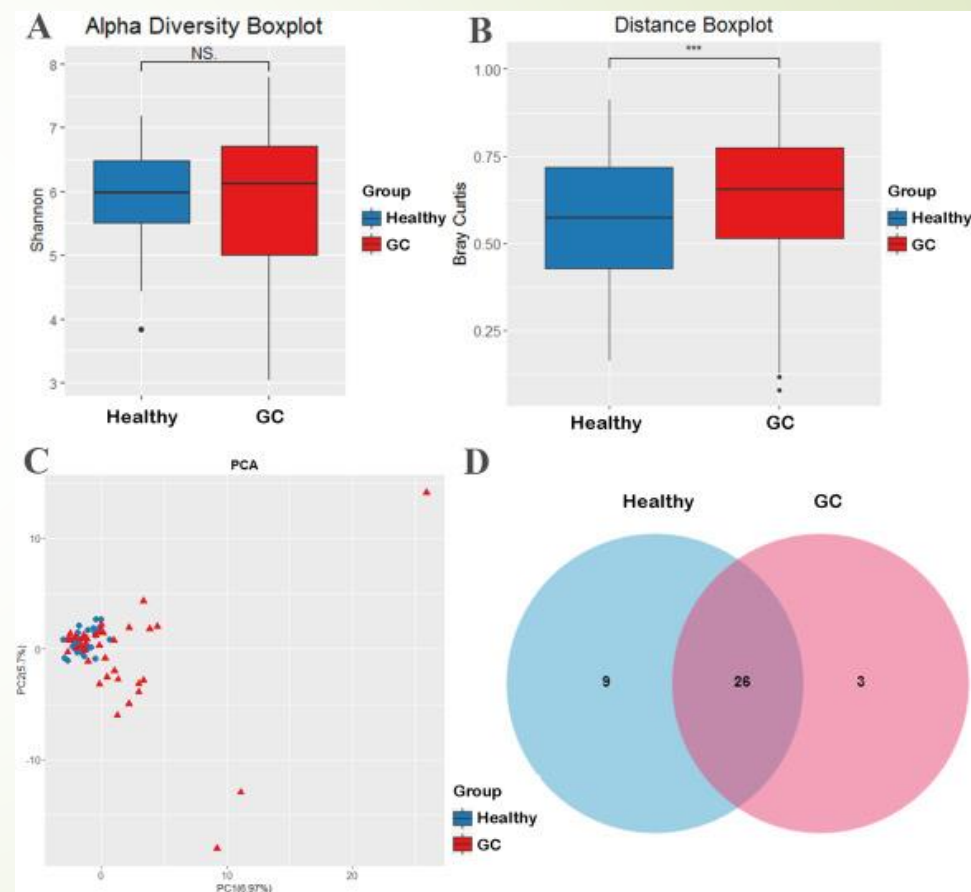 A
Alpha Diversity Boxplot
NS.
8
7
6
5
4
3
Shannon
Healthy
GC
Group
Healthy
GC
B
Distance Boxplot
***
1.00
0.75
0.50
0.25
Bray Curtis
Healthy
GC
Group
Healthy
GC
C
PCA
10
0
-10
PC2(5.7%)
0
10
20
PC1(6.97%)
Group
Healthy
GC
D
Healthy
GC
9
26
3